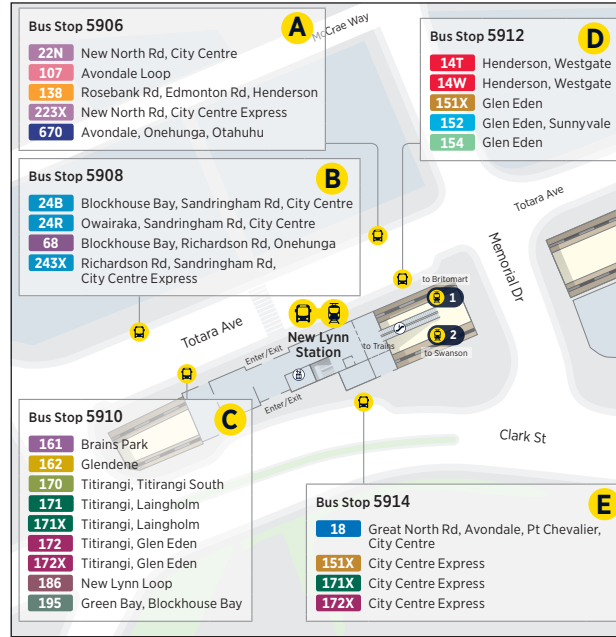 Bus Stop 5906
A
22N New North Rd, City Centre
107 Avondale Loop
138 Rosebank Rd, Edmonton Rd, Henderson
223X New North Rd, City Centre Express
670 Avondale, Onehunga, Otahuhu
McCrae Way
Bus Stop 5912
D
14T Henderson, Westgate
14W Henderson, Westgate
151X Glen Eden
152 Glen Eden, Sunnyvale
154 Glen Eden
Bus Stop 5908
B
24B Blockhouse Bay, Sandringham Rd, City Centre
24R Owairaka, Sandringham Rd, City Centre
68 Blockhouse Bay, Richardson Rd, Onehunga
243X Richardson Rd, Sandringham Rd,
City Centre Express
Totara Ave
Memorial Dr
to Britomart
1
2
to Swanson
to Trains
New Lynn
Station
Totara Ave
Enter/Exit
Enter/Exit
Clark St
Bus Stop 5910
C
161 Brains Park
162 Glendene
170 Titirangi, Titirangi South
171 Titirangi, Laingholm
171X Titirangi, Laingholm
172 Titirangi, Glen Eden
172X Titirangi, Glen Eden
186 New Lynn Loop
195 Green Bay, Blockhouse Bay
Bus Stop 5914
E
18 Great North Rd, Avondale, Pt Chevalier,
City Centre
151X City Centre Express
171X City Centre Express
172X City Centre Express